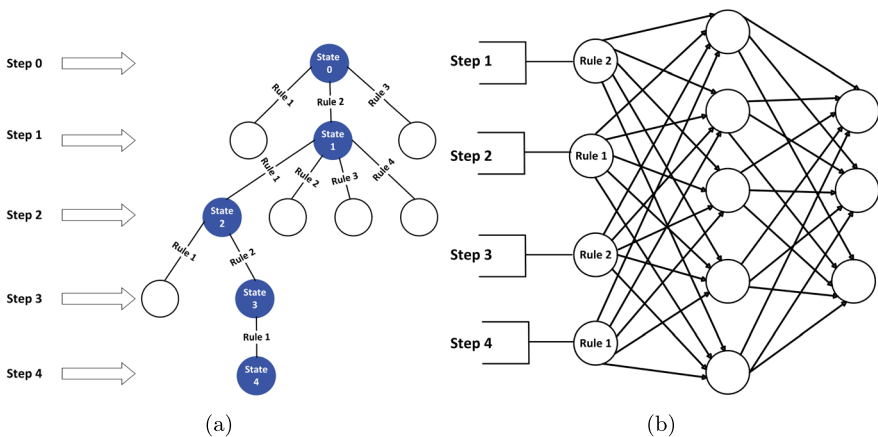 Step 0
State
0
Rule 1
Rule 2
Rule 3
Step 1
State
1
Rule 1
Rule 2
Rule 3
Rule 4
Step 2
State
2
Rule 1
Rule 2
Step 3
State
3
Rule 1
Step 4
State
4
(a)
Step 1
Rule 2
Step 2
Rule 1
Step 3
Rule 2
Step 4
Rule 1
(b)